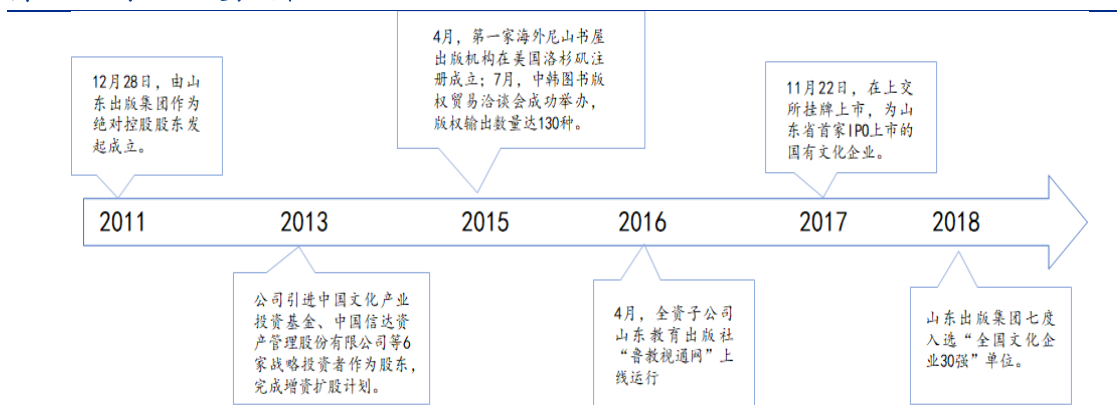 12月28日，由山
东出版集团作为
绝对控股股东发
起成立。
4月，第一家海外尼山书屋
出版机构在美国洛杉矶注
册成立；7月，中韩图书版
权贸易洽谈会成功举办，
版权输出数量达130种。
11月22日，在上交
所挂牌上市，为山
东省首家IPO上市的
国有文化企业。
2011
2013
2015
2016
2017
2018
公司引进中国文化产业
投资基金、中国信达资
产管理股份有限公司等6
家战略投资者作为股东，
完成增资扩股计划。
4月，全资子公司
山东教育出版社
“鲁教视通网”上
线运行
山东出版集团七度
入选“全国文化企
业30强”单位。